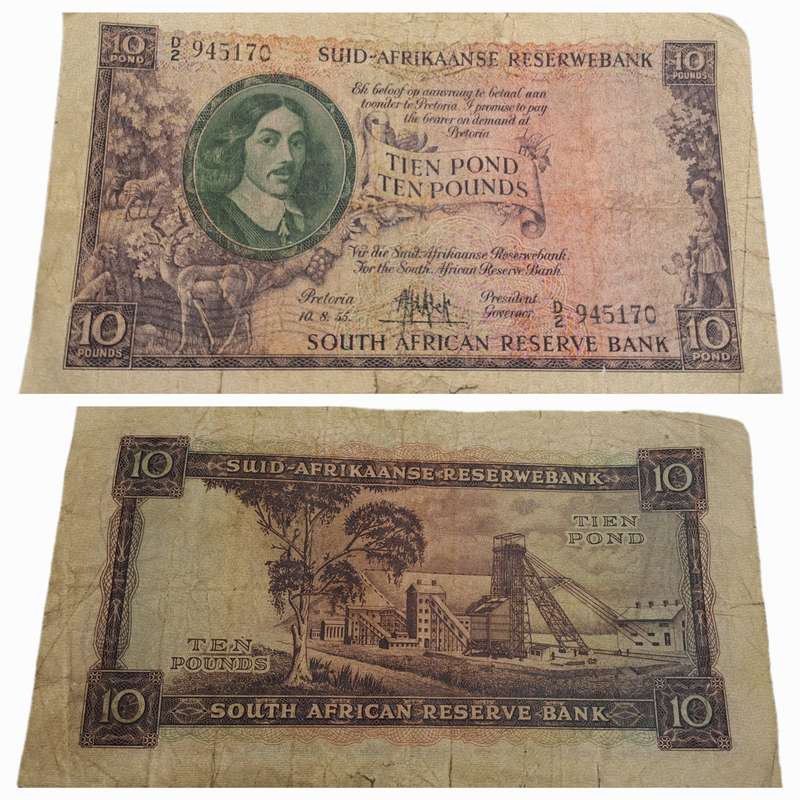 10 POND
D/2 945170
SUID-AFRIKAANSE RESERWEBANK
10 POUNDS
Ek beloof op aanvraag te betaal aan
toonder te Pretoria. I promise to pay
the bearer on demand at
Pretoria
TIEN POND
TEN POUNDS
Vir die Suid-Afrikaanse Reserwebank.
For the South African Reserve Bank.
Pretoria
10.8.55.
President.
Governor.
D/2 945170
10 POUNDS
SOUTH AFRICAN RESERVE BANK
10 POND
10
SUID-AFRIKAANSE RESERWEBANK
10
TIEN
POND
TEN
POUNDS
10
SOUTH AFRICAN RESERVE BANK
10